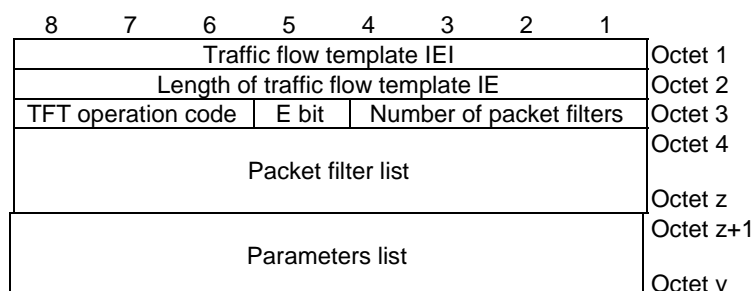 8 7 6 5 4 3 2 1
Traffic flow template IEI Octet 1
Length of traffic flow template IE Octet 2
TFT operation code E bit Number of packet filters Octet 3
Octet 4
Packet filter list
Octet z
Octet z+1
Parameters list
Octet v